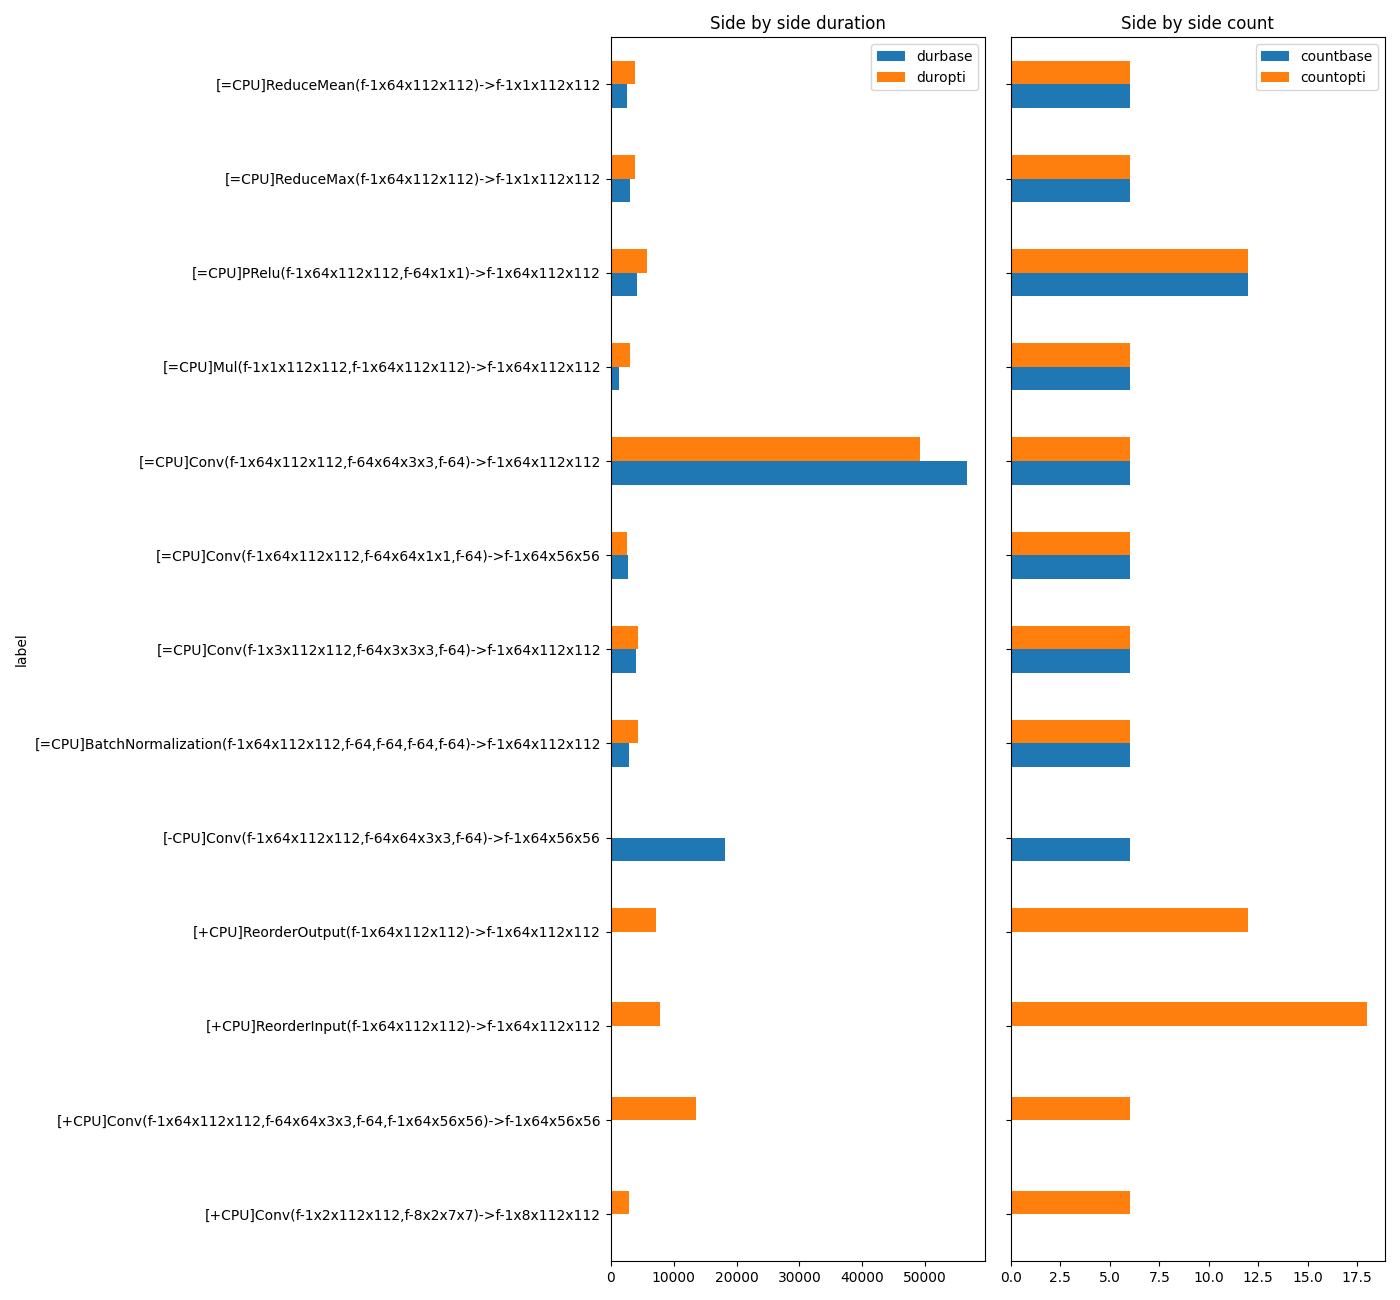 Side by side duration
Side by side count
durbase
duropti
countbase
countopti
label
[=CPU]ReduceMean(f-1x64x112x112)->f-1x1x112x112
[=CPU]ReduceMax(f-1x64x112x112)->f-1x1x112x112
[=CPU]PRelu(f-1x64x112x112,f-64x1x1)->f-1x64x112x112
[=CPU]Mul(f-1x1x112x112,f-1x64x112x112)->f-1x64x112x112
[=CPU]Conv(f-1x64x112x112,f-64x64x3x3,f-64)->f-1x64x112x112
[=CPU]Conv(f-1x64x112x112,f-64x64x1x1,f-64)->f-1x64x56x56
[=CPU]Conv(f-1x3x112x112,f-64x3x3x3,f-64)->f-1x64x112x112
[=CPU]BatchNormalization(f-1x64x112x112,f-64,f-64,f-64,f-64)->f-1x64x112x112
[-CPU]Conv(f-1x64x112x112,f-64x64x3x3,f-64)->f-1x64x56x56
[+CPU]ReorderOutput(f-1x64x112x112)->f-1x64x112x112
[+CPU]ReorderInput(f-1x64x112x112)->f-1x64x112x112
[+CPU]Conv(f-1x64x112x112,f-64x64x3x3,f-64,f-1x64x56x56)->f-1x64x56x56
[+CPU]Conv(f-1x2x112x112,f-8x2x7x7)->f-1x8x112x112
0 10000 20000 30000 40000 50000
0.0 2.5 5.0 7.5 10.0 12.5 15.0 17.5